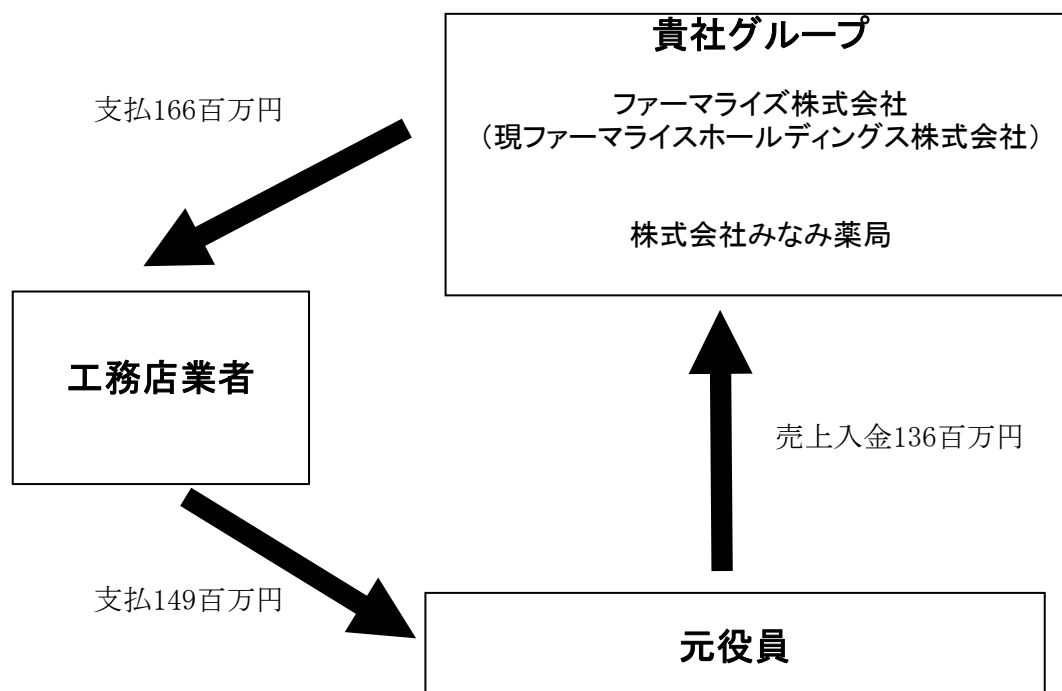 貴社グループ
ファーマライズ株式会社
(現ファーマライスホールディングス株式会社)
株式会社みなみ薬局
支払166百万円
工務店業者
売上入金136百万円
支払149百万円
元役員